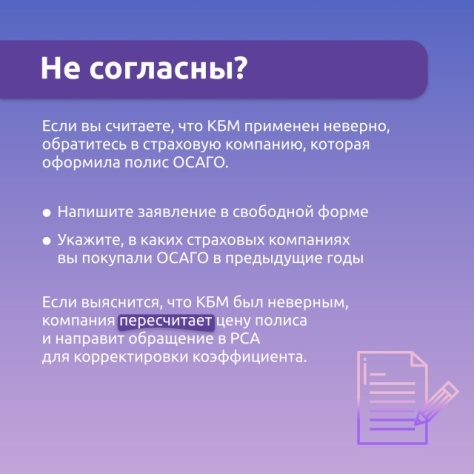 Не согласны?
Если вы считаете, что КБМ применен неверно,
обратитесь в страховую компанию, которая
оформила полис ОСАГО.
● Напишите заявление в свободной форме
● Укажите, в каких страховых компаниях
вы покупали ОСАГО в предыдущие годы
Если выяснится, что КБМ был неверным,
компания пересчитает цену полиса
и направит обращение в РСА
для корректировки коэффициента.